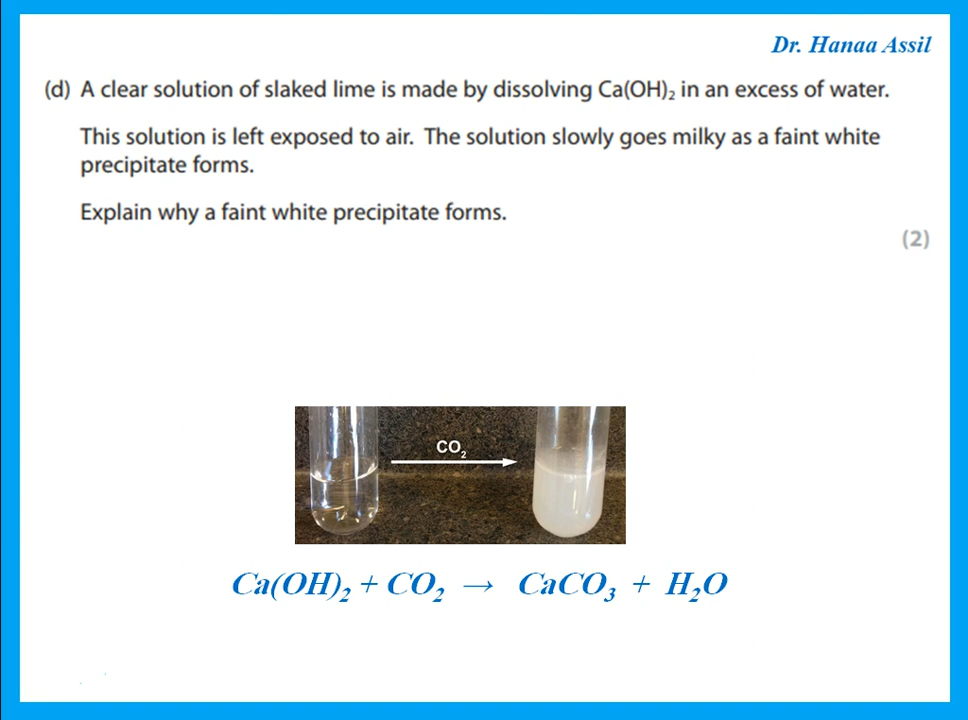 Dr. Hanaa Assil
(d) A clear solution of slaked lime is made by dissolving Ca(OH)₂ in an excess of water.
This solution is left exposed to air. The solution slowly goes milky as a faint white
precipitate forms.
Explain why a faint white precipitate forms.
(2)
CO₂
Ca(OH)₂ + CO₂ → CaCO₃ + H₂O